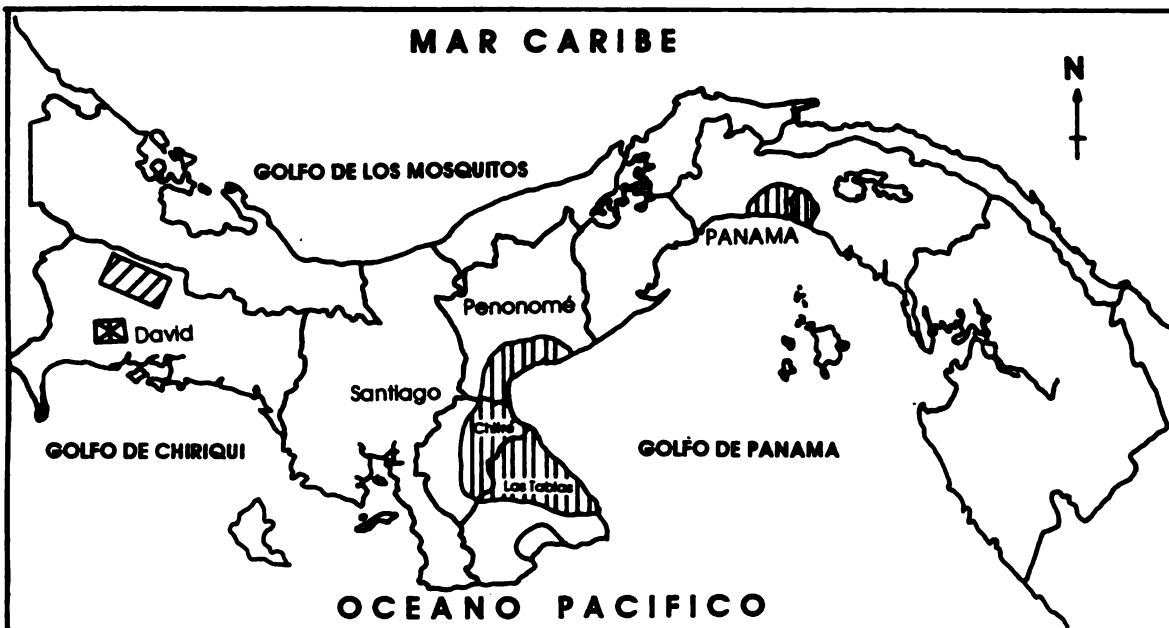 MAR CARIBE
N
GOLFO DE LOS MOSQUITOS
PANAMA
Penonomé
David
Santiago
Chitré
GOLFO DE CHIRIQUI
GOLFO DE PANAMA
Las Tablas
OCEANO PACIFICO